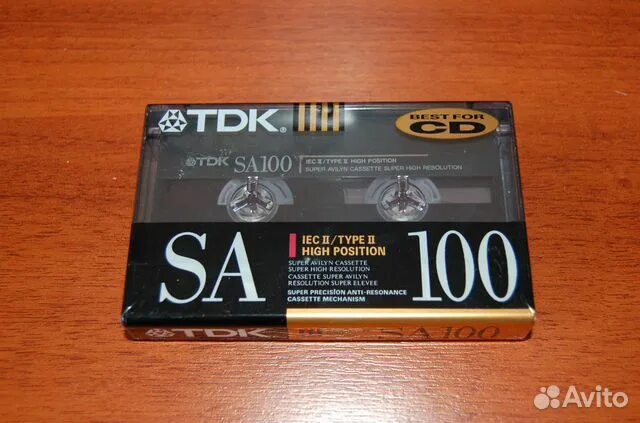 TDK®
BEST FOR
CD
TDK SA100 IEC II/TYPE II HIGH POSITION
SUPER AVILYN CASSETTE SUPER HIGH RESOLUTION
SA
IEC II/TYPE II
HIGH POSITION
SUPER AVILYN CASSETTE
SUPER HIGH RESOLUTION
CASSETTE SUPER AVILYN
RESOLUTION SUPER ELEVEE
SUPER PRECISION ANTI-RESONANCE
CASSETTE MECHANISM
100
TDK
SA100
Avito